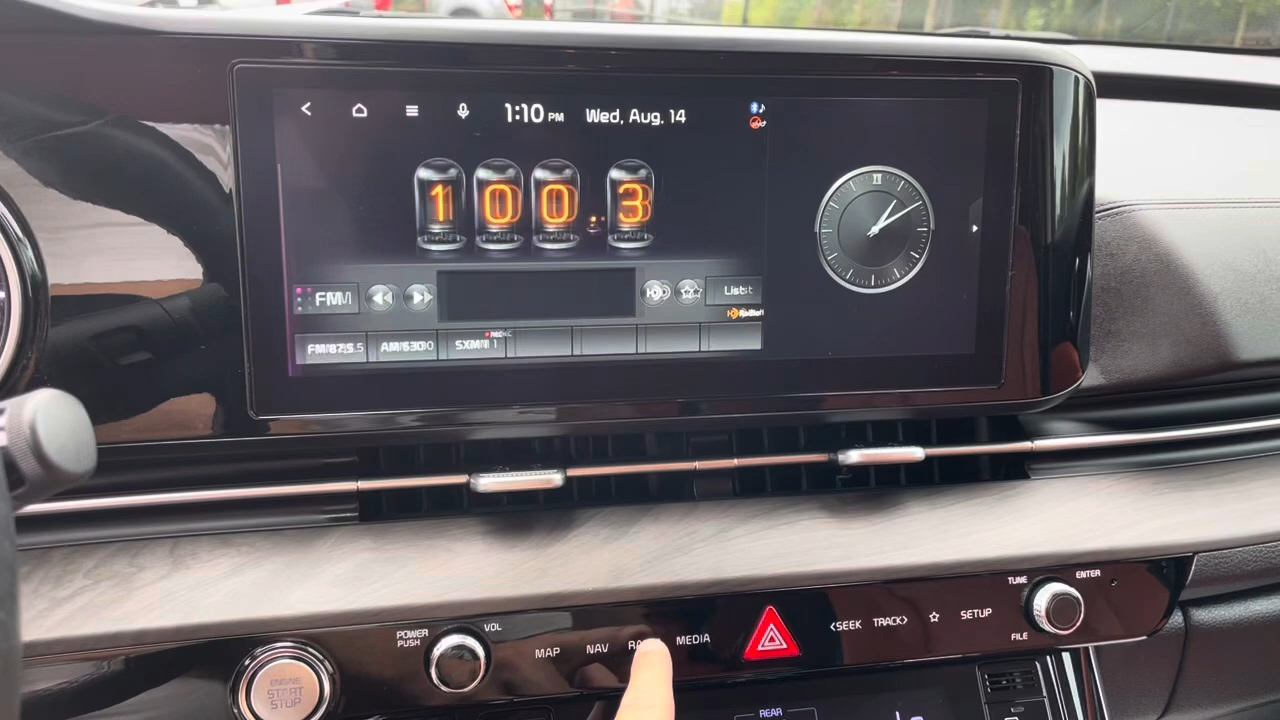 1:10 PM Wed, Aug. 14
100.3
FM
List
FM 87.5 AM 530 SXM 1
POWER PUSH VOL
MAP NAV MEDIA
<SEEK TRACK> SETUP
TUNE ENTER
FILE
ENGINE
START
STOP
REAR